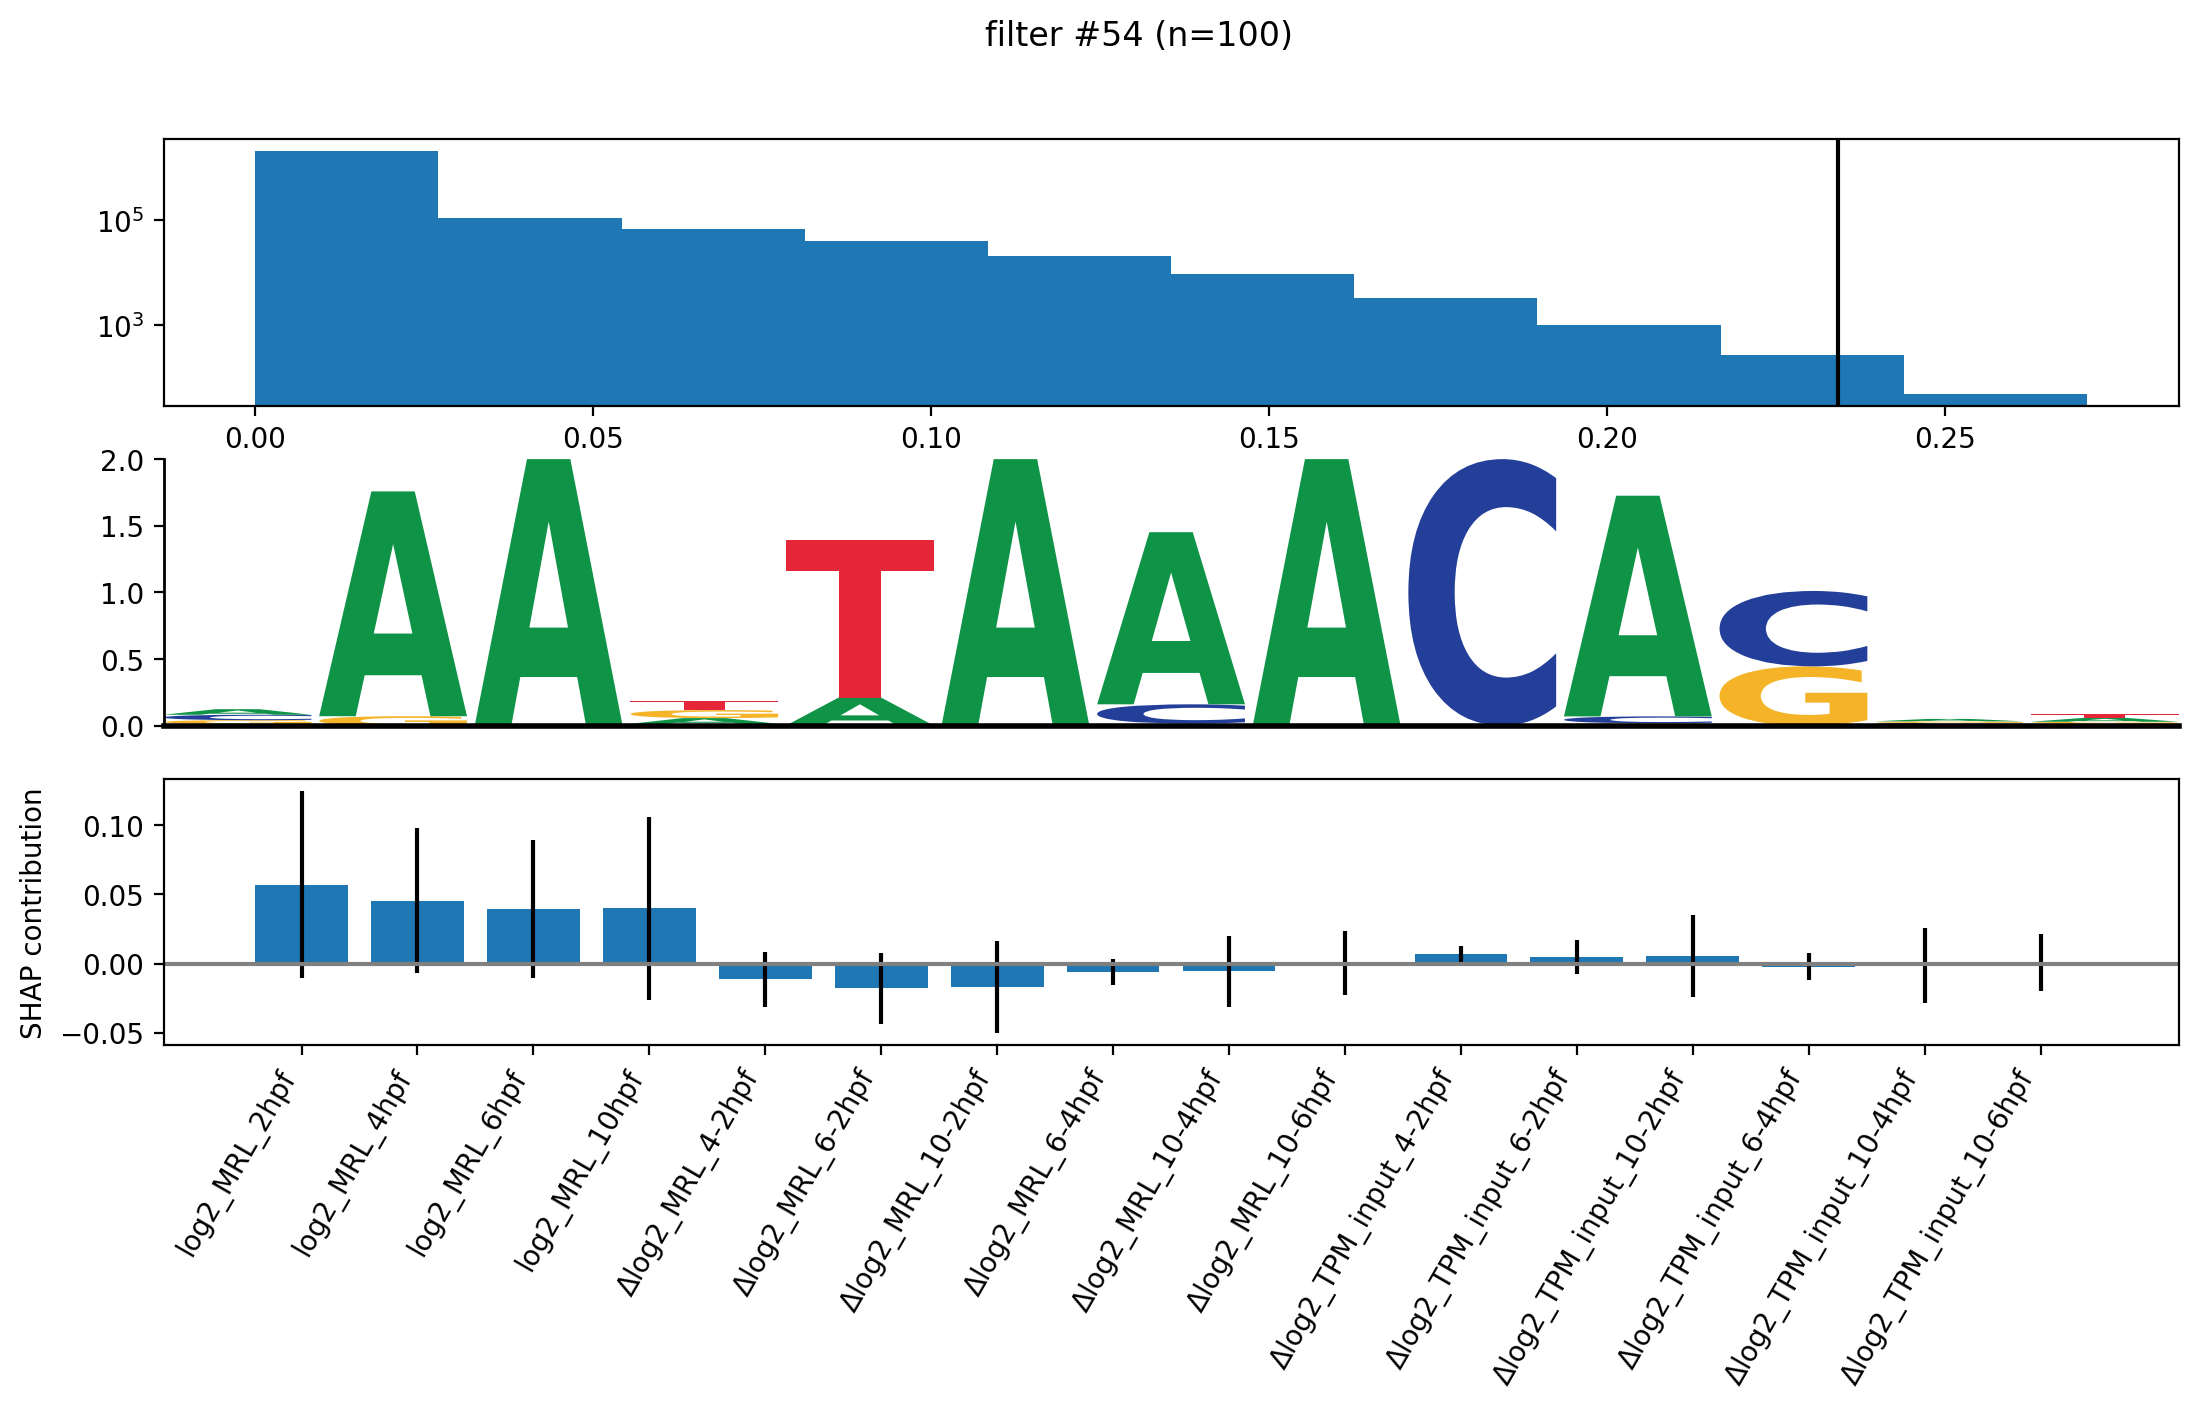 filter #54 (n=100)
10^5
10^3
0.00 0.05 0.10 0.15 0.20 0.25
2.0
1.5
1.0
0.5
0.0
A A T A A A C A C
G
SHAP contribution
0.10
0.05
0.00
−0.05
log2_MRL_2hpf
log2_MRL_4hpf
log2_MRL_6hpf
log2_MRL_10hpf
Δlog2_MRL_4-2hpf
Δlog2_MRL_6-2hpf
Δlog2_MRL_10-2hpf
Δlog2_MRL_6-4hpf
Δlog2_MRL_10-4hpf
Δlog2_MRL_10-6hpf
Δlog2_TPM_input_4-2hpf
Δlog2_TPM_input_6-2hpf
Δlog2_TPM_input_10-2hpf
Δlog2_TPM_input_6-4hpf
Δlog2_TPM_input_10-4hpf
Δlog2_TPM_input_10-6hpf